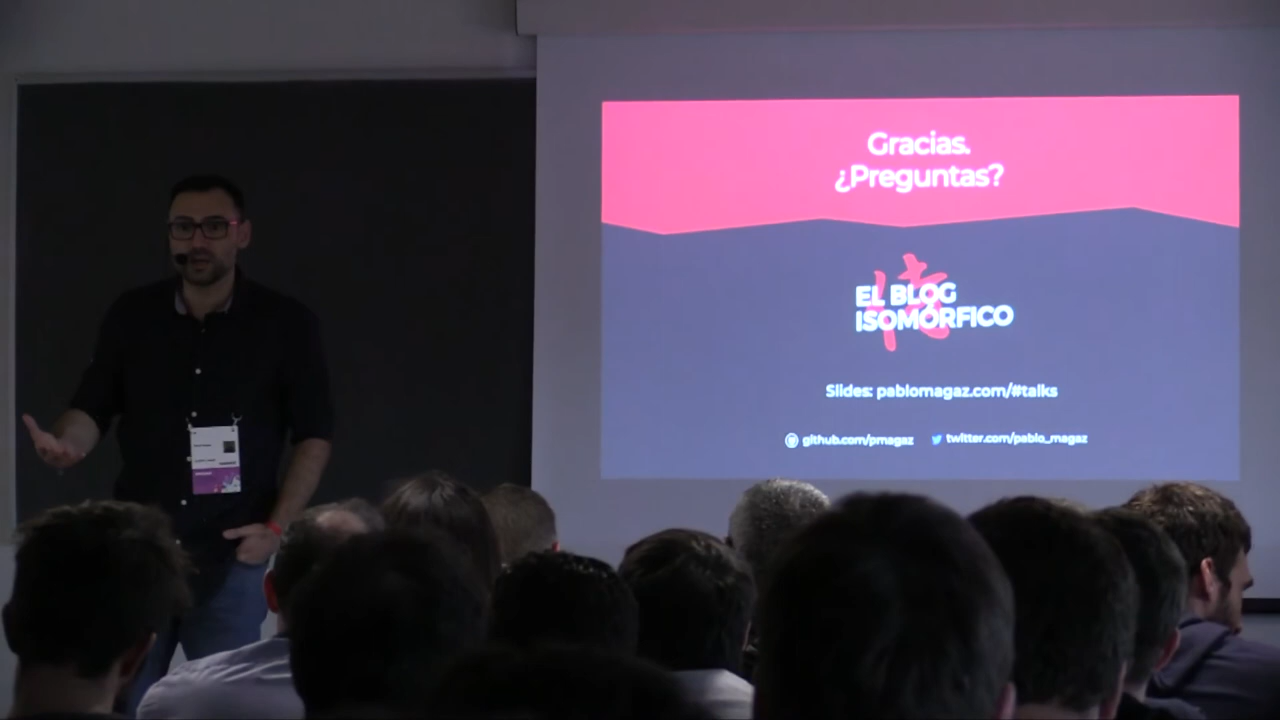 Gracias.
¿Preguntas?
EL BLOG
ISOMÓRFICO
Slides: pablomagaz.com/#talks
github.com/pmagaz
twitter.com/pablo_magaz